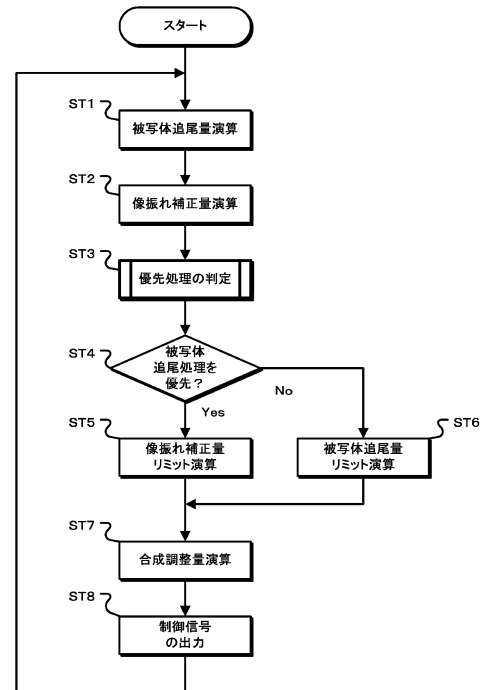 スタート
ST1
被写体追尾量演算
ST2
像振れ補正量演算
ST3
優先処理の判定
ST4
被写体
追尾処理を
優先？
No
Yes
ST5
像振れ補正量
リミット演算
ST6
被写体追尾量
リミット演算
ST7
合成調整量演算
ST8
制御信号
の出力